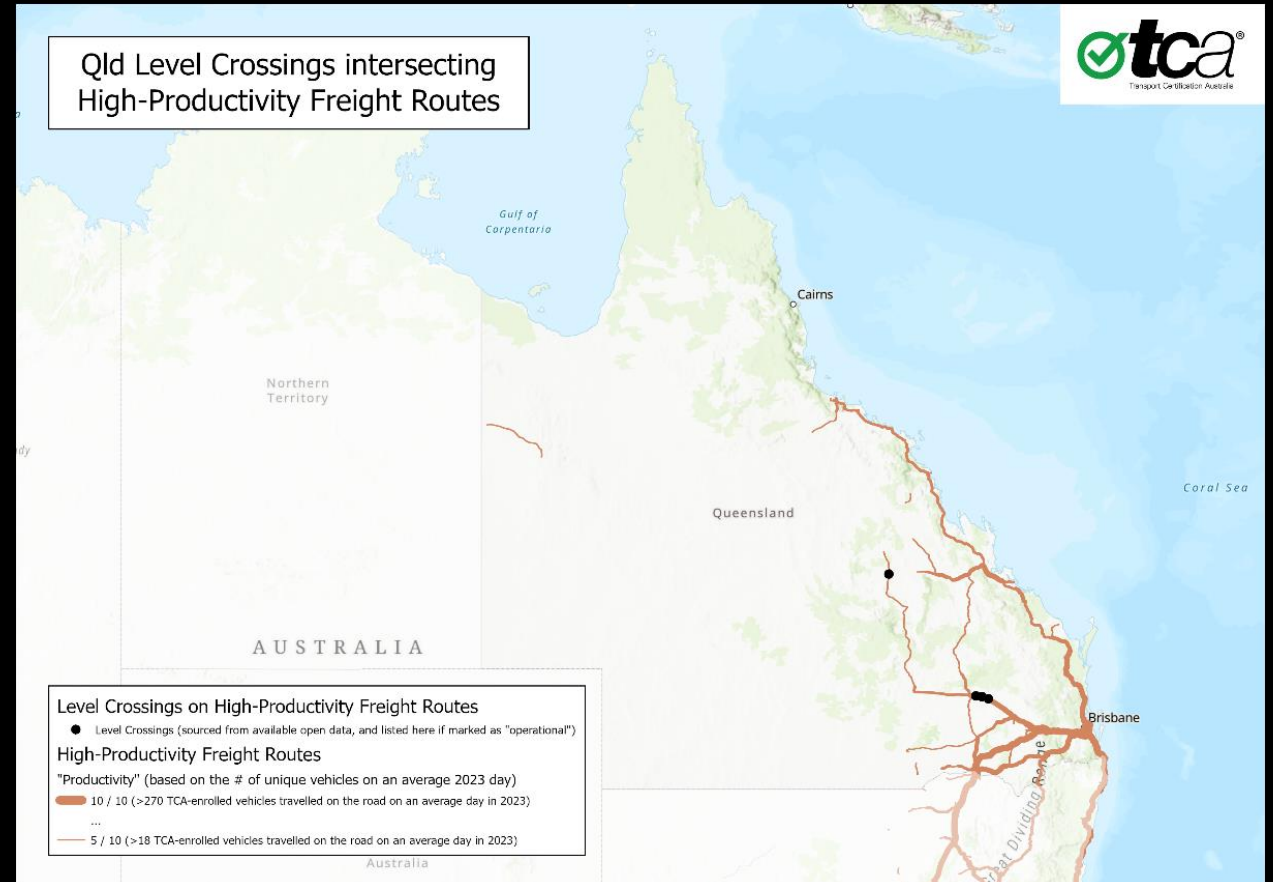 Qld Level Crossings intersecting
High-Productivity Freight Routes
tca®
Transport Certification Australia
Gulf of
Carpentaria
Cairns
Northern
Territory
Coral Sea
Queensland
AUSTRALIA
Brisbane
Great Dividing Range
Level Crossings on High-Productivity Freight Routes
Level Crossings (sourced from available open data, and listed here if marked as "operational")
High-Productivity Freight Routes
"Productivity" (based on the # of unique vehicles on an average 2023 day)
10 / 10 (>270 TCA-enrolled vehicles travelled on the road on an average day in 2023)
...
5 / 10 (>18 TCA-enrolled vehicles travelled on the road on an average day in 2023)
Australia